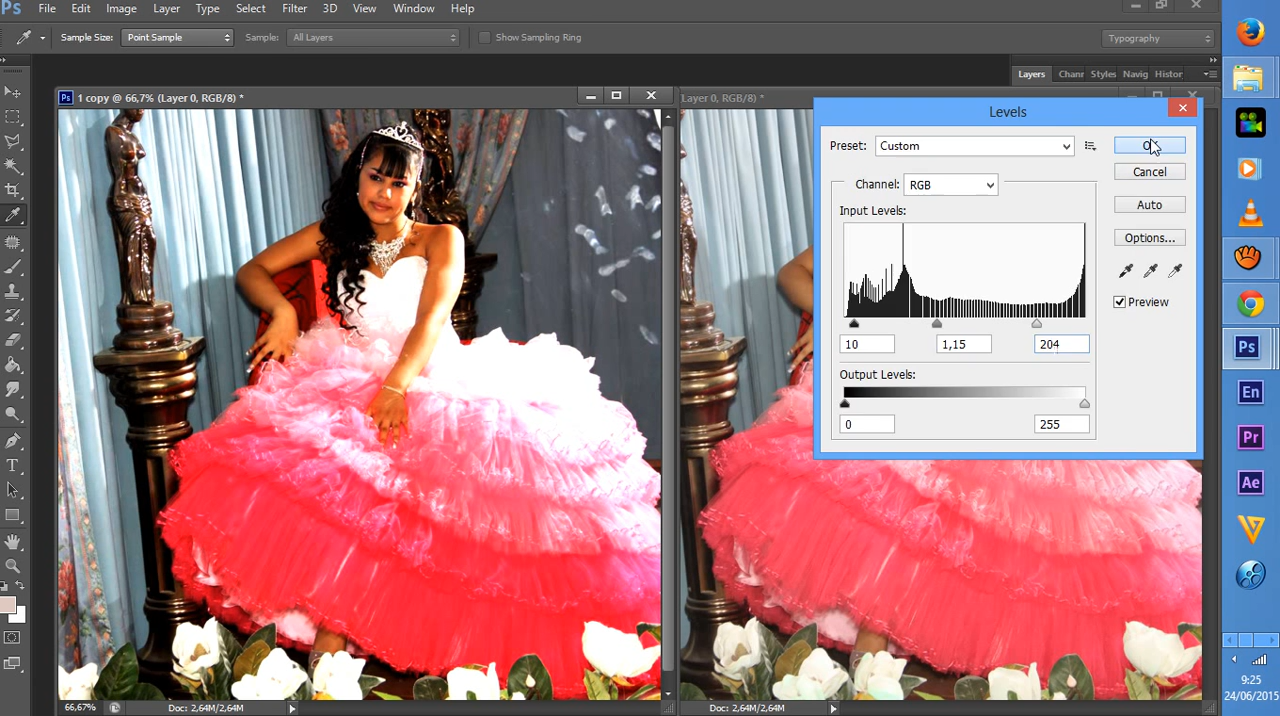 Ps File Edit Image Layer Type Select Filter 3D View Window Help
Sample Size: Point Sample Sample: All Layers Show Sampling Ring Typography
Layers Chanr Styles Navig Histor
Ps 1 copy @ 66,7% (Layer 0, RGB/8) *
(Layer 0, RGB/8) *
Levels
Preset: Custom
Cancel
Channel: RGB
Auto
Input Levels:
Options...
Preview
10 1,15 204
Output Levels:
0 255
66,67% Doc: 2,64M/2,64M
Doc: 2,64M/2,64M
Ps
En
Pr
Ae
9:25
24/06/2015